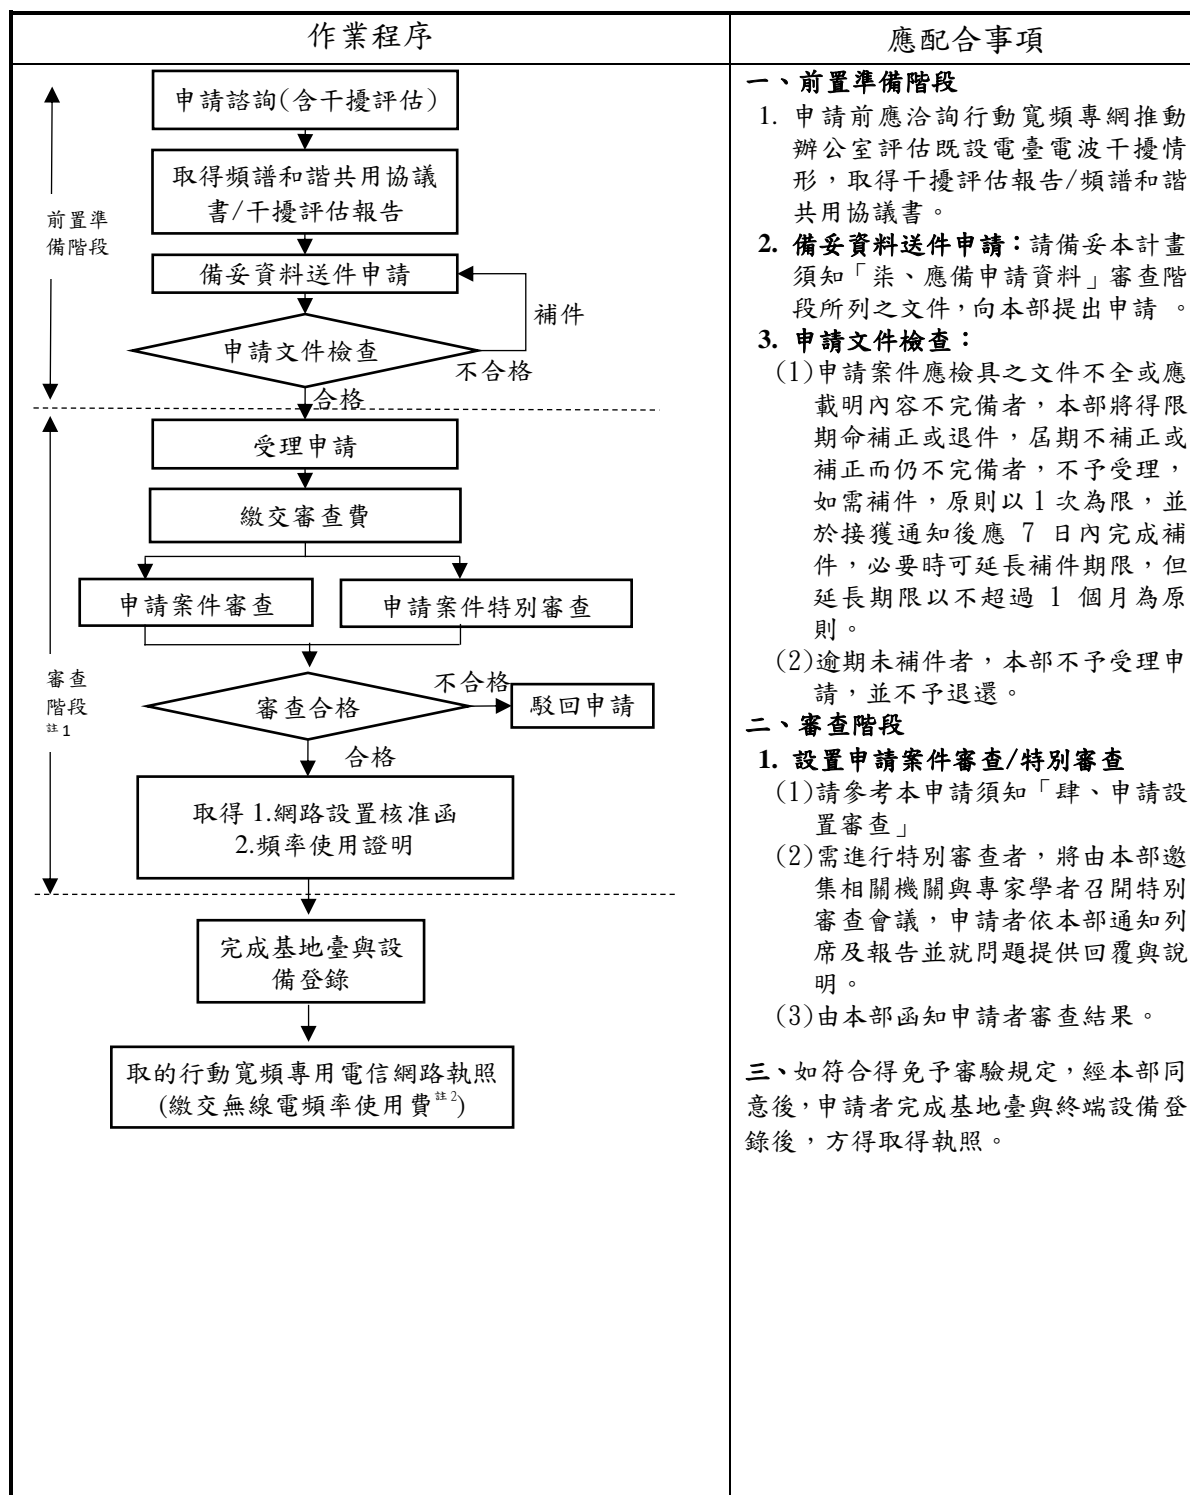 作業程序
申請諮詢(含干擾評估)
取得頻譜和諧共用協議
書/干擾評估報告
前置準
備階段
備妥資料送件申請
補件
申請文件檢查
不合格
合格
受理申請
繳交審查費
申請案件審查
申請案件特別審查
審查
階段
註1
不合格
審查合格
駁回申請
合格
取得 1.網路設置核准函
2.頻率使用證明
完成基地臺與設
備登錄
取的行動寬頻專用電信網路執照
(繳交無線電頻率使用費註2)
應配合事項
一、前置準備階段
1. 申請前應洽詢行動寬頻專網推動
辦公室評估既設電臺電波干擾情
形，取得干擾評估報告/頻譜和諧
共用協議書。
2. 備妥資料送件申請：請備妥本計畫
須知「柒、應備申請資料」審查階
段所列之文件，向本部提出申請 。
3. 申請文件檢查：
(1)申請案件應檢具之文件不全或應
載明內容不完備者，本部將得限
期命補正或退件，屆期不補正或
補正而仍不完備者，不予受理，
如需補件，原則以 1 次為限，並
於接獲通知後應 7 日內完成補
件，必要時可延長補件期限，但
延長期限以不超過 1 個月為原
則。
(2)逾期未補件者，本部不予受理申
請，並不予退還。
二、審查階段
1. 設置申請案件審查/特別審查
(1)請參考本申請須知「肆、申請設
置審查」
(2)需進行特別審查者，將由本部邀
集相關機關與專家學者召開特別
審查會議，申請者依本部通知列
席及報告並就問題提供回覆與說
明。
(3)由本部函知申請者審查結果。
三、如符合得免予審驗規定，經本部同
意後，申請者完成基地臺與終端設備登
錄後，方得取得執照。